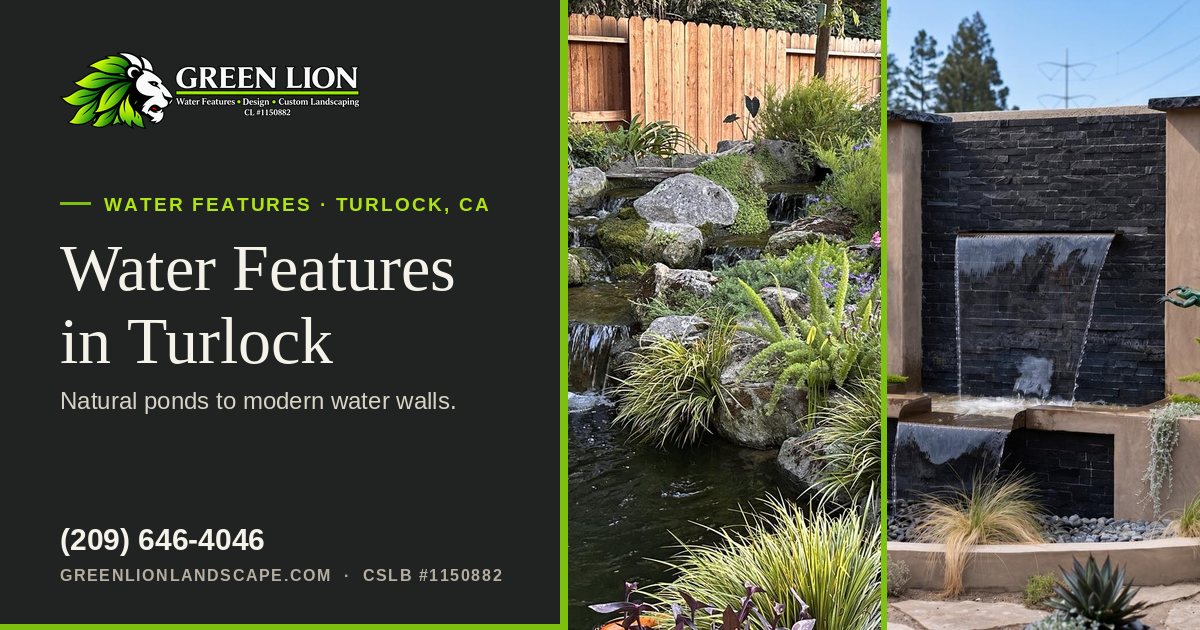 GREEN LION
Water Features • Design • Custom Landscaping
CL #1150882
WATER FEATURES · TURLOCK, CA
Water Features
in Turlock
Natural ponds to modern water walls.
(209) 646-4046
GREENLIONLANDSCAPE.COM · CSLB #1150882